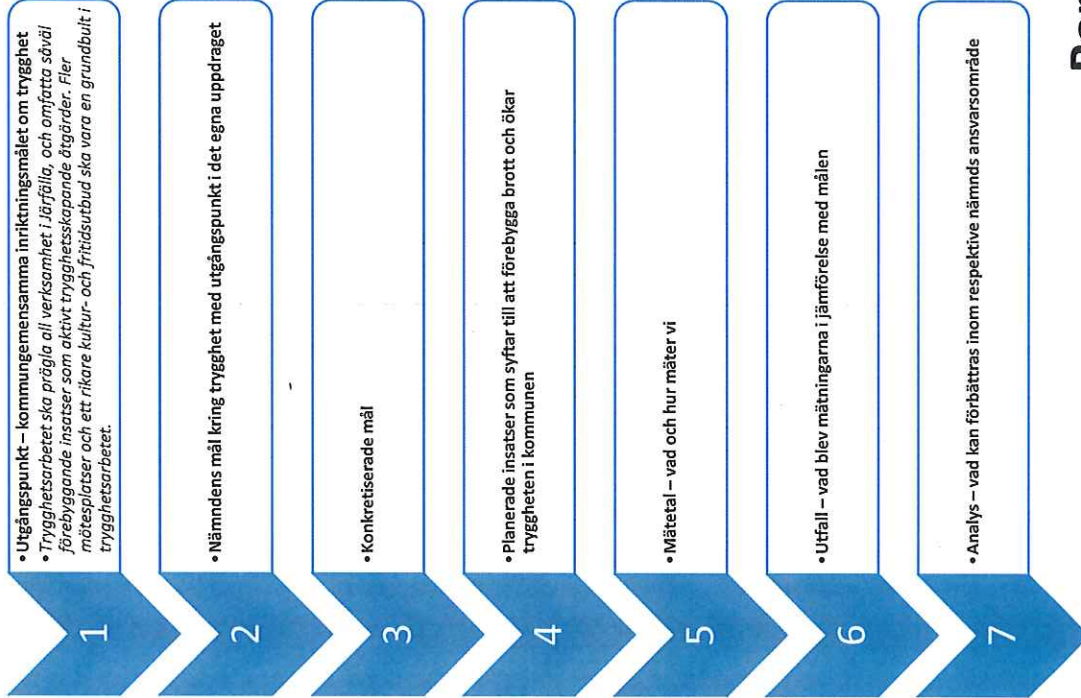 1
•Utgångspunkt – kommungemensamma inriktningsmålet om trygghet
•Trygghetsarbetet ska prägla all verksamhet i Järfälla, och omfatta såväl
förebyggande insatser som aktivt trygghetsskapande åtgärder. Fler
mötesplatser och ett rikare kultur- och fritidsutbud ska vara en grundbult i
trygghetsarbetet.
2
•Nämndens mål kring trygghet med utgångspunkt i det egna uppdraget
3
•Konkretiserade mål
4
•Planerade insatser som syftar till att förebygga brott och ökar
tryggheten i kommunen
5
•Mätetal – vad och hur mäter vi
6
•Utfall – vad blev mätningarna i jämförelse med målen
7
•Analys – vad kan förbättras inom respektive nämnds ansvarsområde